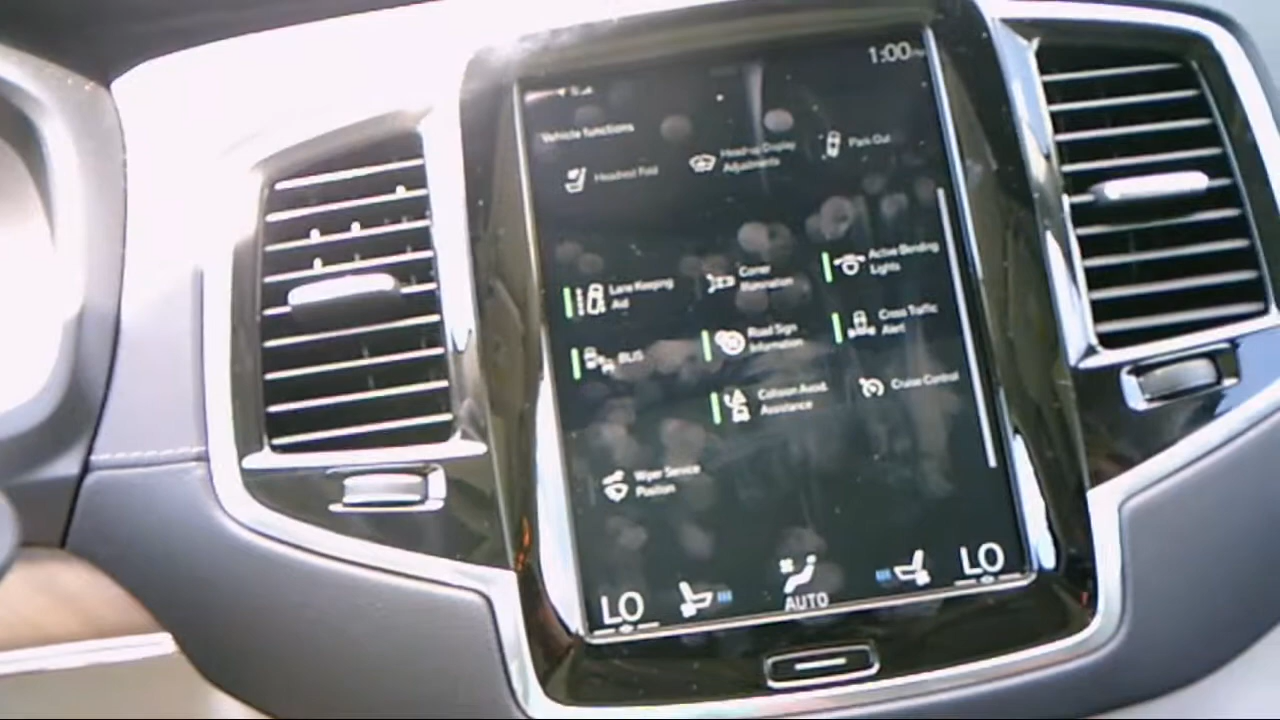 1:00
Vehicle functions
Headrest Fold
Head-up Display
Adjustments
Park Out
Lane Keeping
Aid
Corner
Illumination
Active Bending
Lights
BLIS
Road Sign
Information
Cross Traffic
Alert
Collision Avoid.
Assistance
Cruise Control
Wiper Service
Position
LO
AUTO
LO